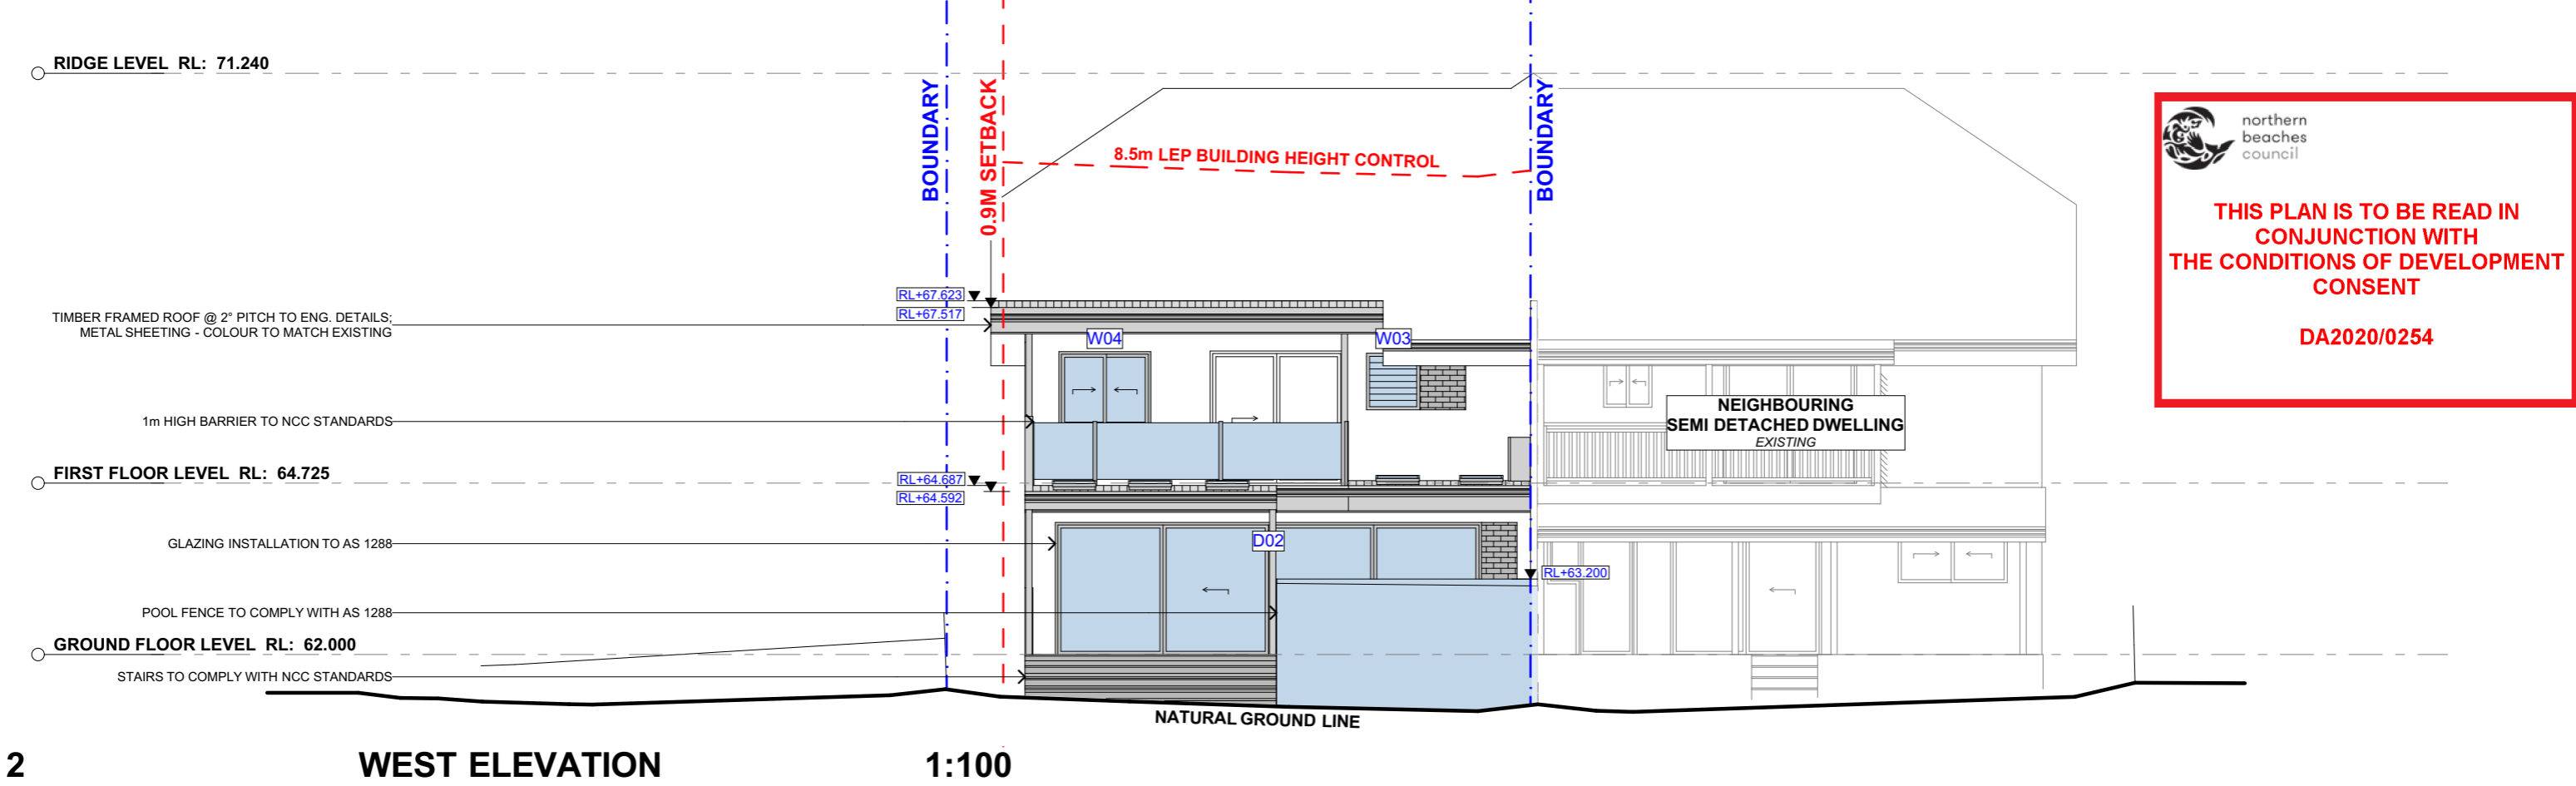 RIDGE LEVEL RL: 71.240
BOUNDARY
0.9M SETBACK
8.5m LEP BUILDING HEIGHT CONTROL
BOUNDARY
northern
beaches
council
THIS PLAN IS TO BE READ IN
CONJUNCTION WITH
THE CONDITIONS OF DEVELOPMENT
CONSENT
DA2020/0254
RL+67.623
RL+67.517
TIMBER FRAMED ROOF @ 2° PITCH TO ENG. DETAILS;
METAL SHEETING - COLOUR TO MATCH EXISTING
W04
W03
1m HIGH BARRIER TO NCC STANDARDS
NEIGHBOURING
SEMI DETACHED DWELLING
EXISTING
FIRST FLOOR LEVEL RL: 64.725
RL+64.687
RL+64.592
GLAZING INSTALLATION TO AS 1288
D02
RL+63.200
POOL FENCE TO COMPLY WITH AS 1288
GROUND FLOOR LEVEL RL: 62.000
STAIRS TO COMPLY WITH NCC STANDARDS
NATURAL GROUND LINE
2 WEST ELEVATION 1:100